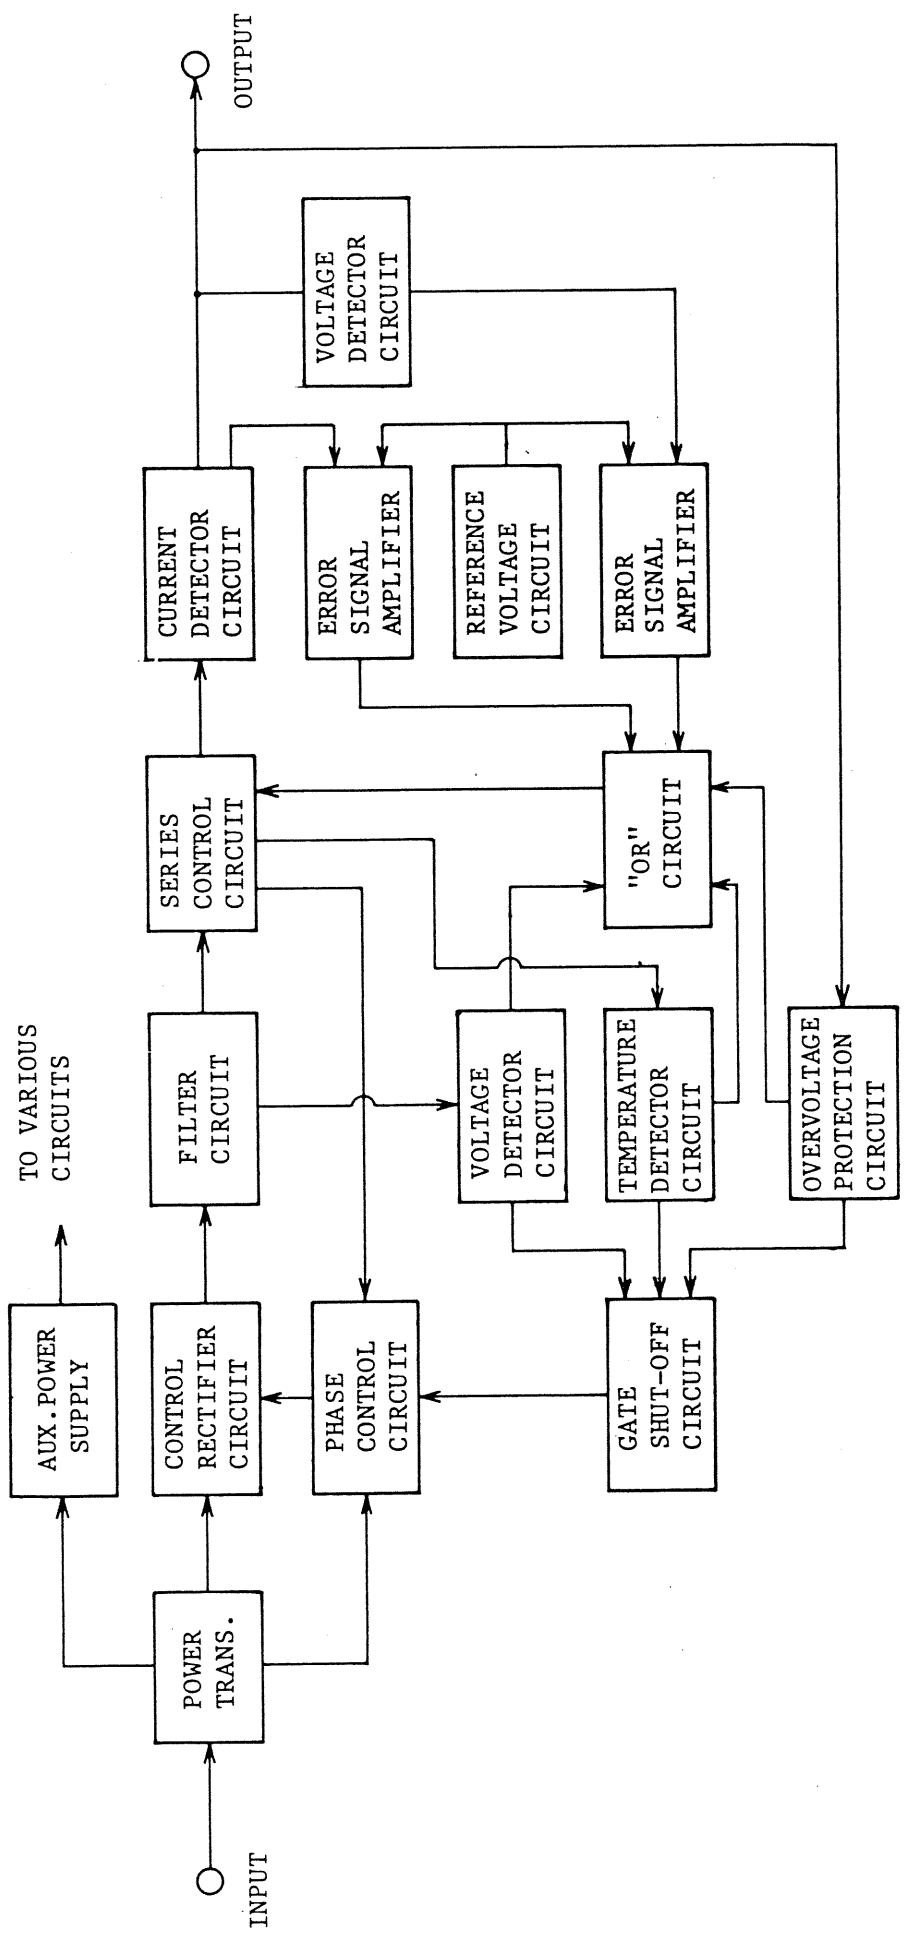 INPUT
POWER
TRANS.
AUX.POWER
SUPPLY
TO VARIOUS
CIRCUITS
CONTROL
RECTIFIER
CIRCUIT
PHASE
CONTROL
CIRCUIT
GATE
SHUT-OFF
CIRCUIT
FILTER
CIRCUIT
VOLTAGE
DETECTOR
CIRCUIT
TEMPERATURE
DETECTOR
CIRCUIT
OVERVOLTAGE
PROTECTION
CIRCUIT
SERIES
CONTROL
CIRCUIT
"OR"
CIRCUIT
CURRENT
DETECTOR
CIRCUIT
ERROR
SIGNAL
AMPLIFIER
REFERENCE
VOLTAGE
CIRCUIT
ERROR
SIGNAL
AMPLIFIER
VOLTAGE
DETECTOR
CIRCUIT
OUTPUT